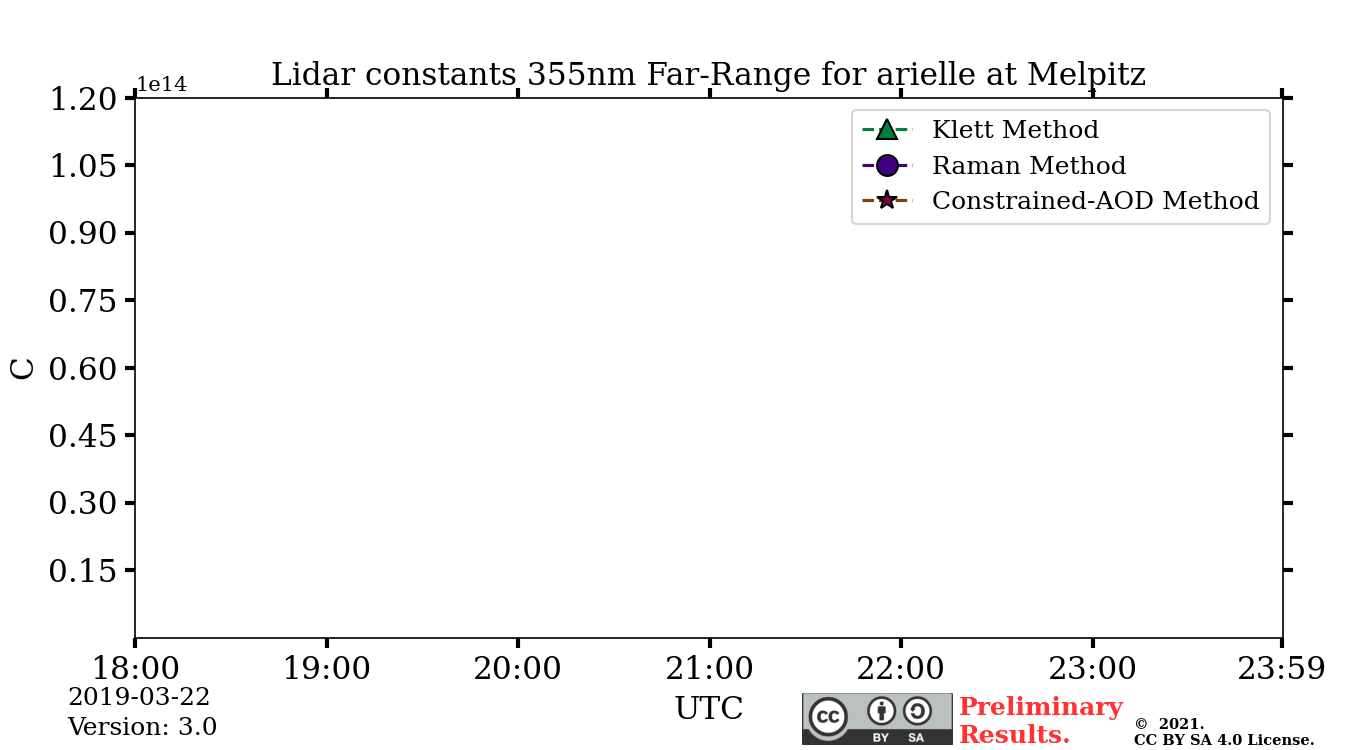 Lidar constants 355nm Far-Range for arielle at Melpitz
1e14
1.20
1.05
0.90
0.75
0.60
0.45
0.30
0.15
C
Klett Method
Raman Method
Constrained-AOD Method
18:00 19:00 20:00 21:00 22:00 23:00 23:59
UTC
2019-03-22
Version: 3.0
cc
BY SA
Preliminary
Results.
© 2021.
CC BY SA 4.0 License.